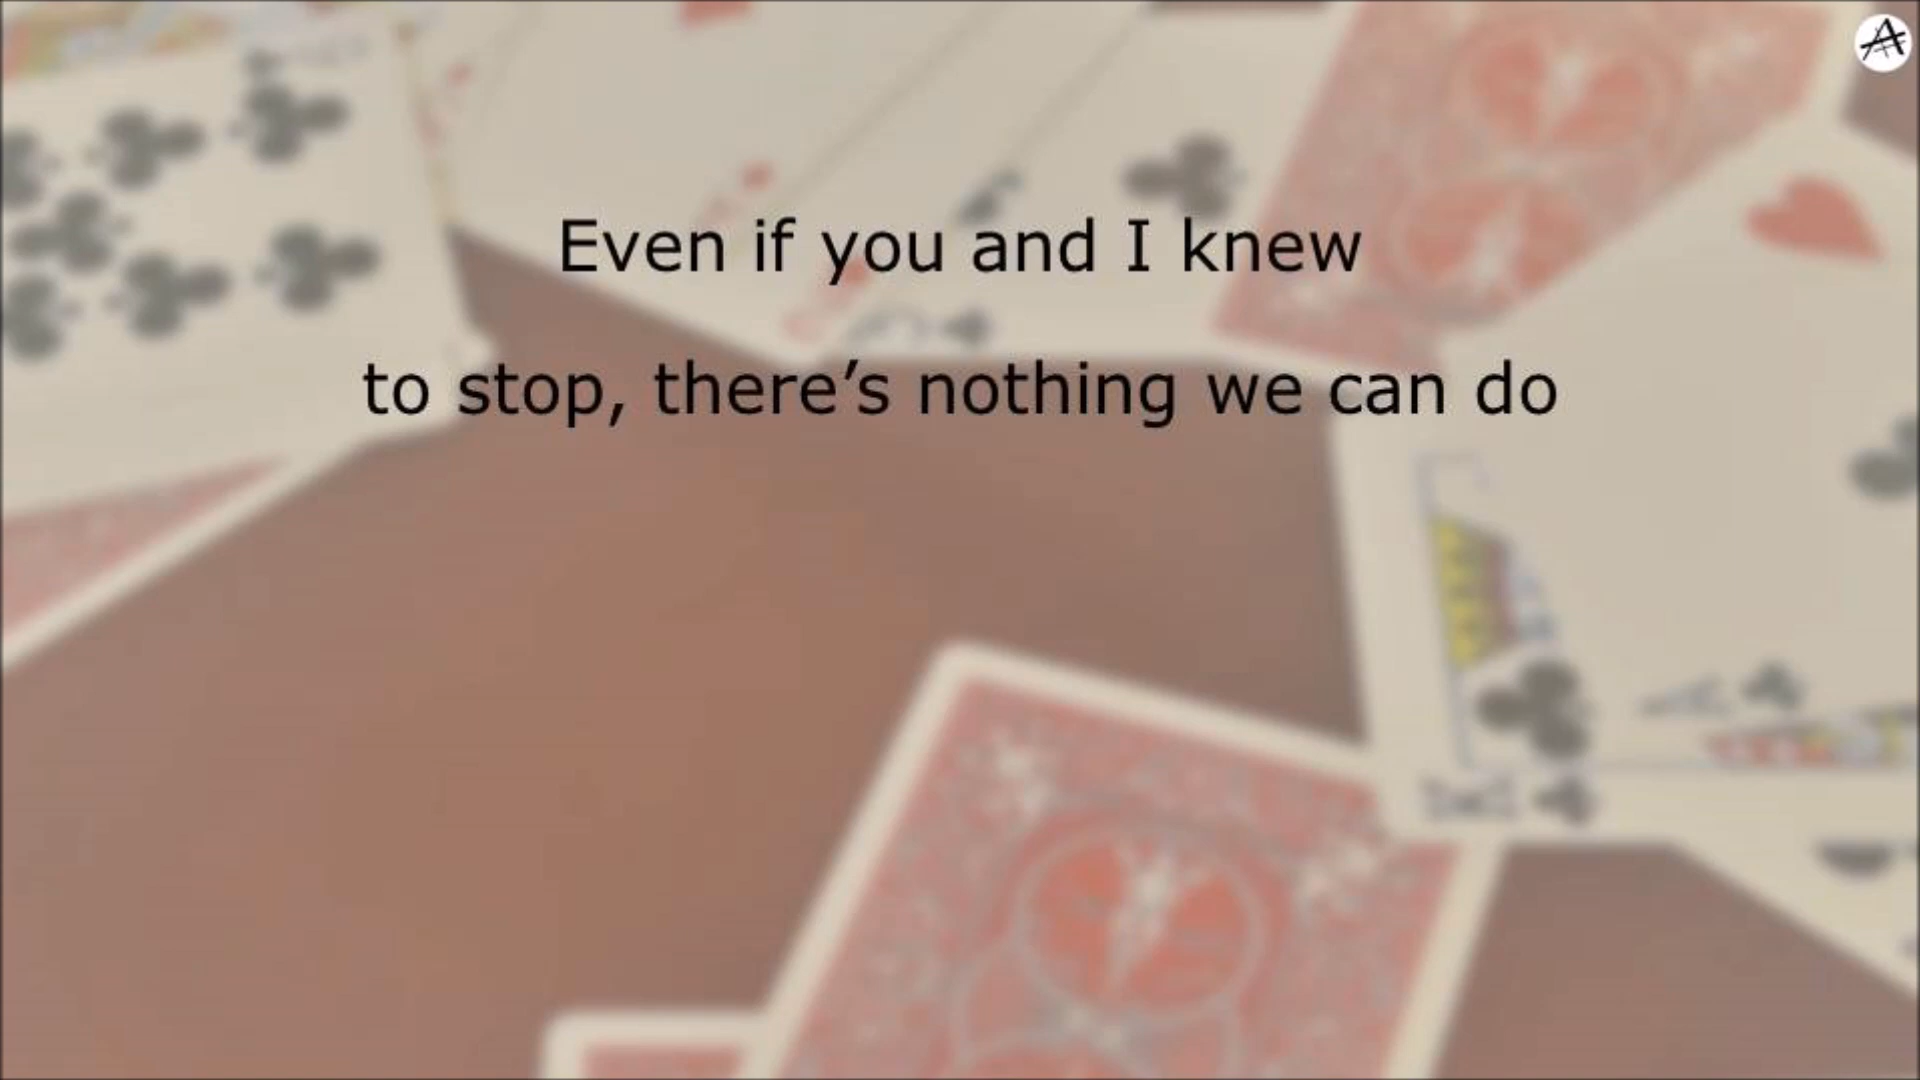 Even if you and I knew
to stop, there’s nothing we can do